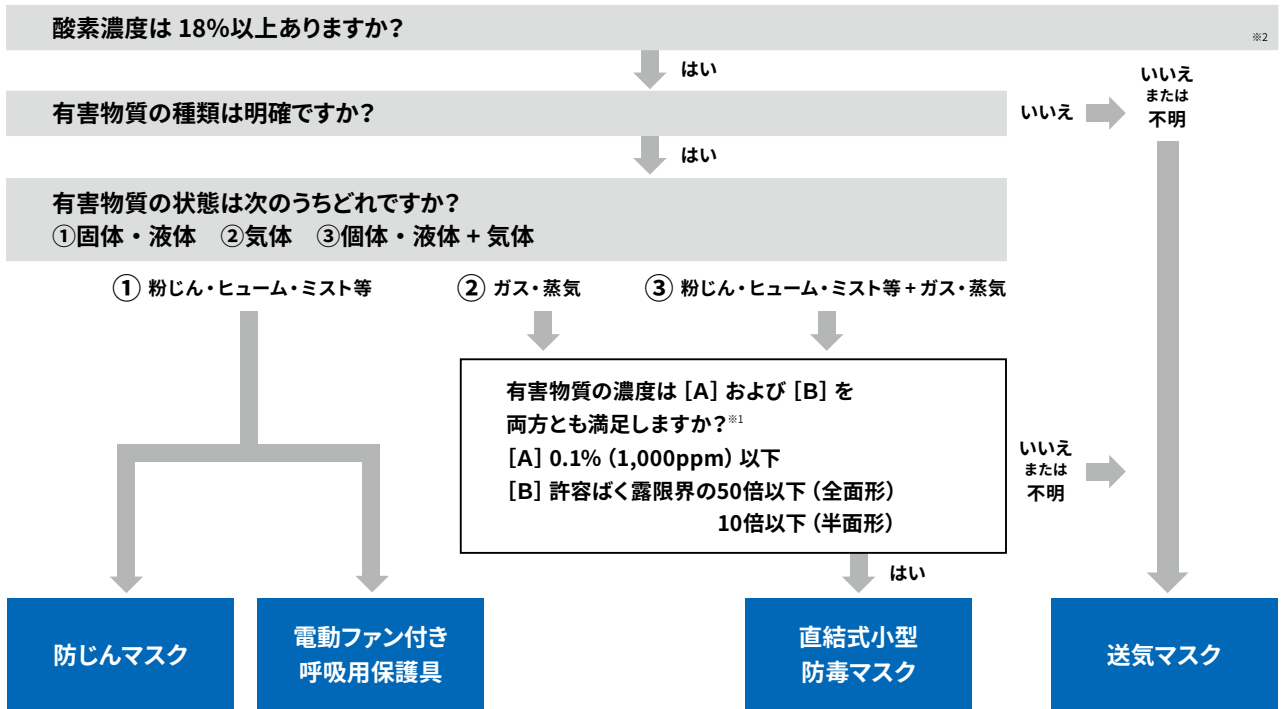 酸素濃度は 18%以上ありますか?
※2
はい
いいえ
または
不明
有害物質の種類は明確ですか?
いいえ
はい
有害物質の状態は次のうちどれですか?
①固体・液体 ②気体 ③個体・液体 + 気体
① 粉じん・ヒューム・ミスト等
② ガス・蒸気
③ 粉じん・ヒューム・ミスト等 + ガス・蒸気
有害物質の濃度は [A] および [B] を
両方とも満足しますか?※1
[A] 0.1% (1,000ppm) 以下
[B] 許容ばく露限界の50倍以下 (全面形)
10倍以下 (半面形)
いいえ
または
不明
はい
防じんマスク
電動ファン付き
呼吸用保護具
直結式小型
防毒マスク
送気マスク